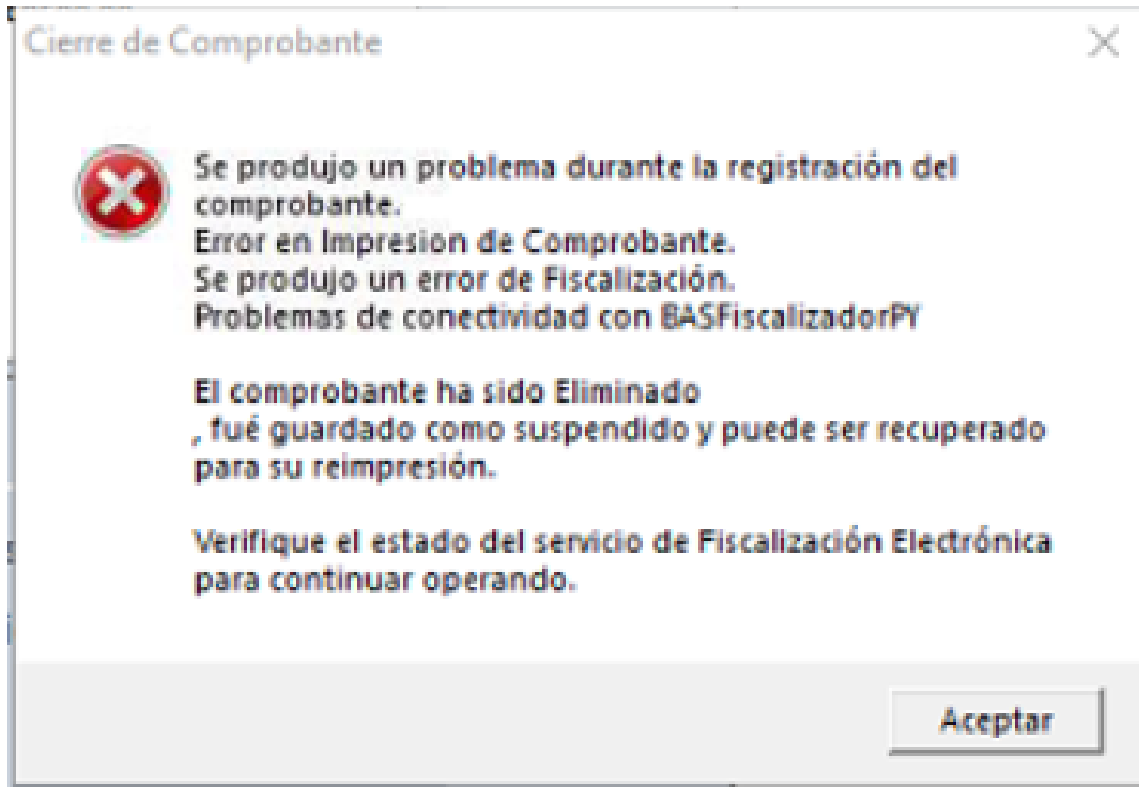 Cierre de Comprobante
Se produjo un problema durante la registración del
comprobante.
Error en Impresion de Comprobante.
Se produjo un error de Fiscalización.
Problemas de conectividad con BASFiscalizadorPY
El comprobante ha sido Eliminado
, fué guardado como suspendido y puede ser recuperado
para su reimpresión.
Verifique el estado del servicio de Fiscalización Electrónica
para continuar operando.
Aceptar